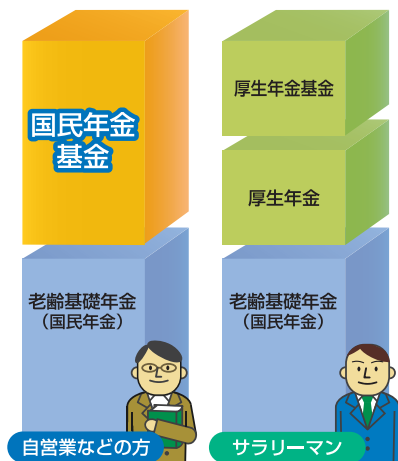 国民年金
基金
老齢基礎年金
（国民年金）
自営業などの方
厚生年金基金
厚生年金
老齢基礎年金
（国民年金）
サラリーマン